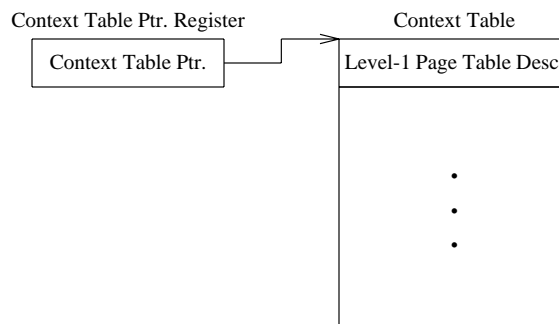 Context Table Ptr. Register
Context Table
Context Table Ptr.
Level-1 Page Table Desc